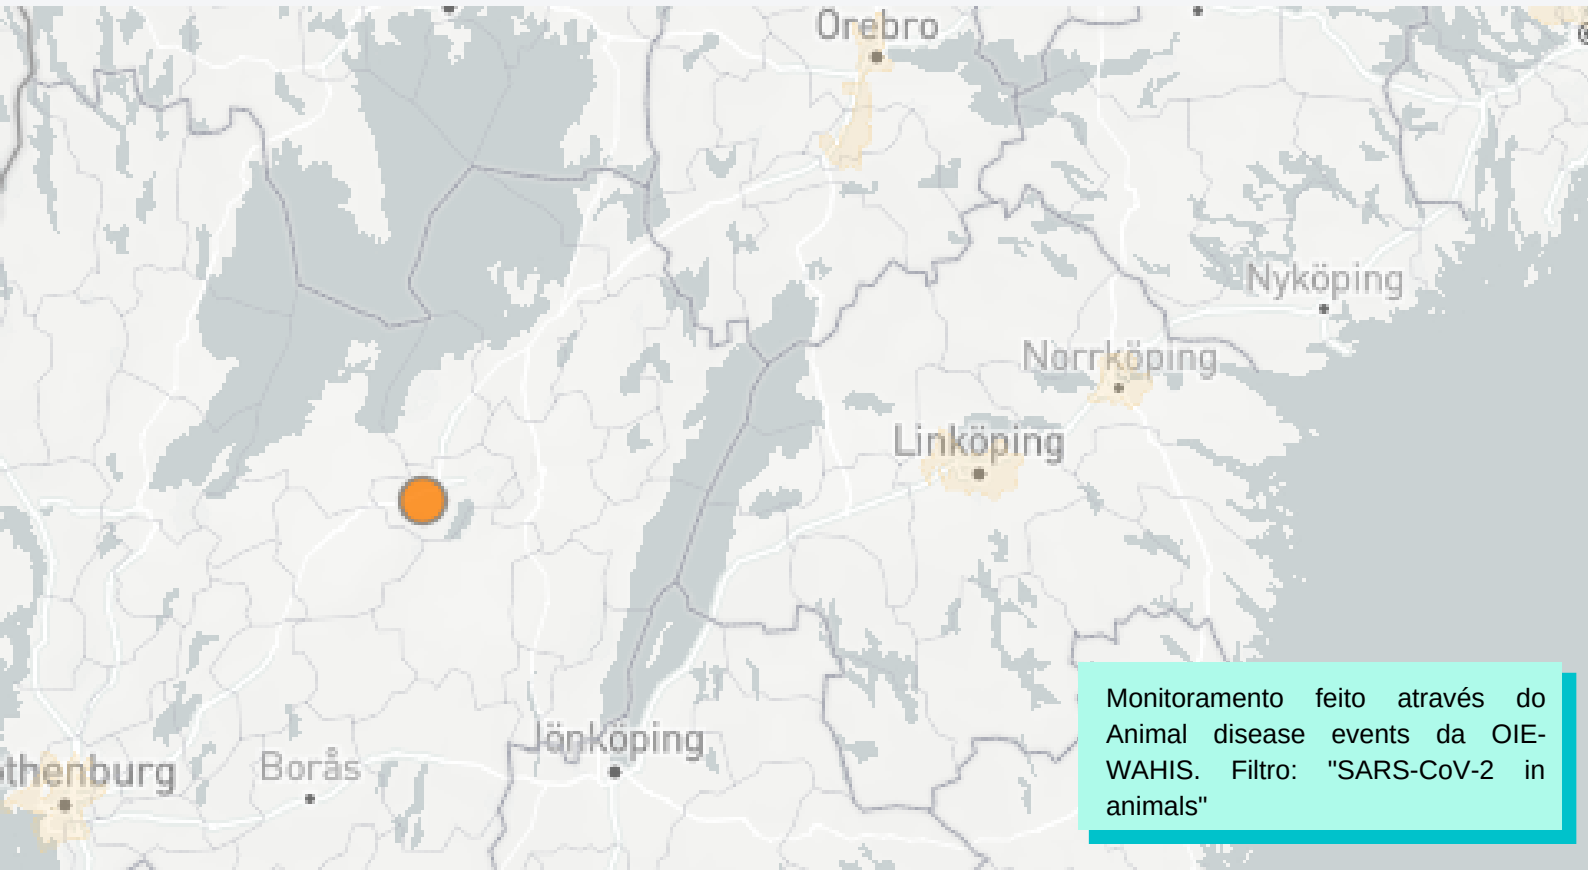 Örebro
Nyköping
Norrköping
Linköping
Jönköping
thenburg
Borås
Monitoramento feito através do
Animal disease events da OIE-
WAHIS. Filtro: "SARS-CoV-2 in
animals"